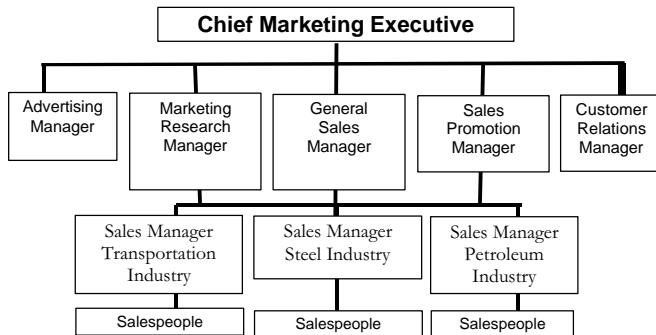 Chief Marketing Executive
Advertising
Manager
Marketing
Research
Manager
General
Sales
Manager
Sales
Promotion
Manager
Customer
Relations
Manager
Sales Manager
Transportation
Industry
Sales Manager
Steel Industry
Sales Manager
Petroleum
Industry
Salespeople
Salespeople
Salespeople